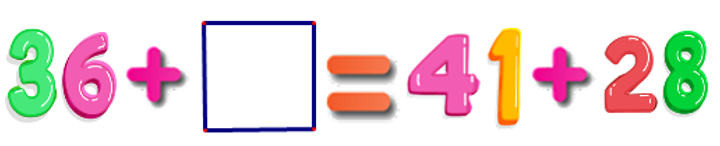 36 + □ = 41 + 28